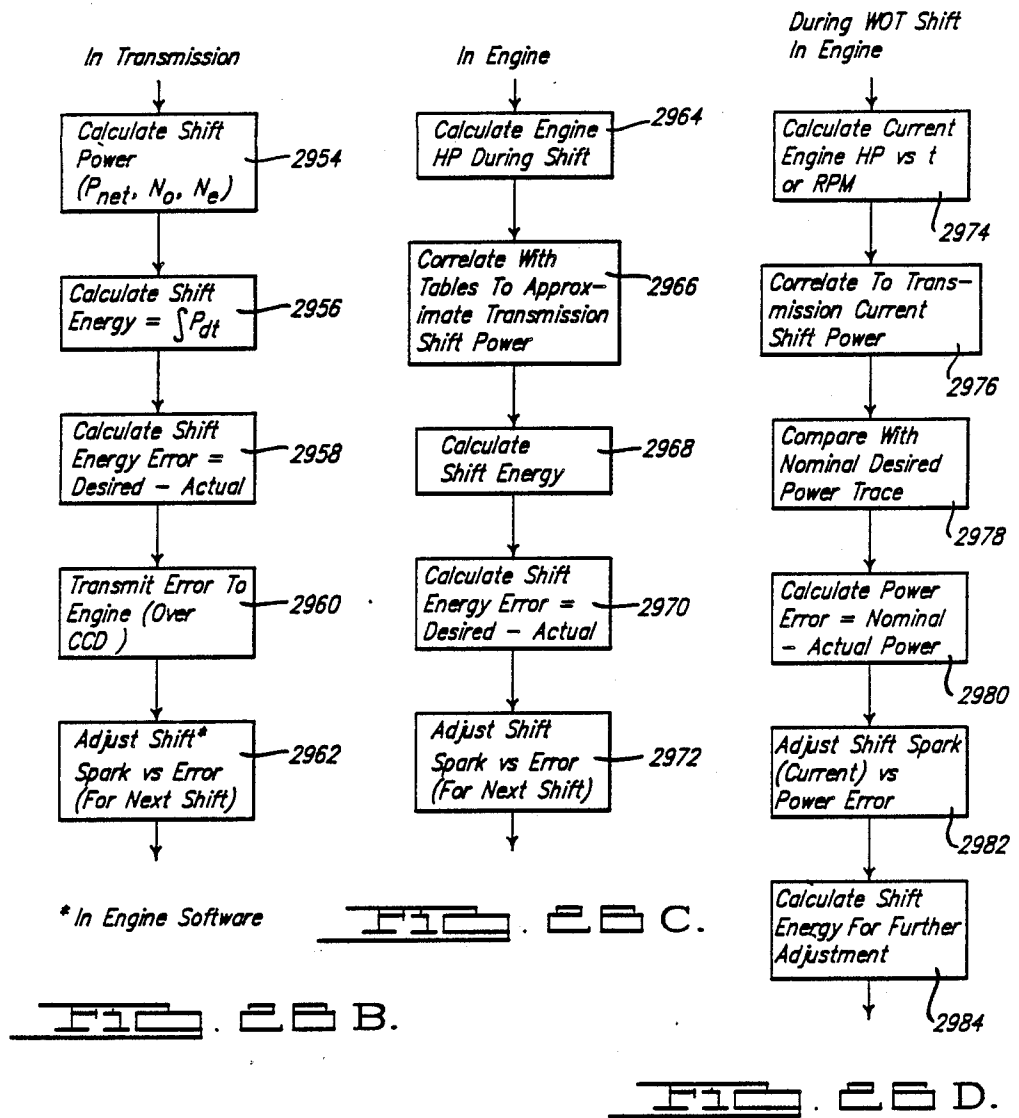 In Transmission
Calculate Shift
Power
(Pnet, No, Ne)
2954
Calculate Shift
Energy = ∫Pdt
2956
Calculate Shift
Energy Error =
Desired - Actual
2958
Transmit Error To
Engine (Over
CCD )
2960
Adjust Shift*
Spark vs Error
(For Next Shift)
2962
* In Engine Software
B.
In Engine
Calculate Engine
HP During Shift
2964
Correlate With
Tables To Approx-
imate Transmission
Shift Power
2966
Calculate
Shift Energy
2968
Calculate Shift
Energy Error =
Desired - Actual
2970
Adjust Shift
Spark vs Error
(For Next Shift)
2972
C.
During WOT Shift
In Engine
Calculate Current
Engine HP vs t
or RPM
2974
Correlate To Trans-
mission Current
Shift Power
2976
Compare With
Nominal Desired
Power Trace
2978
Calculate Power
Error = Nominal
- Actual Power
2980
Adjust Shift Spark
(Current) vs
Power Error
2982
Calculate Shift
Energy For Further
Adjustment
2984
D.